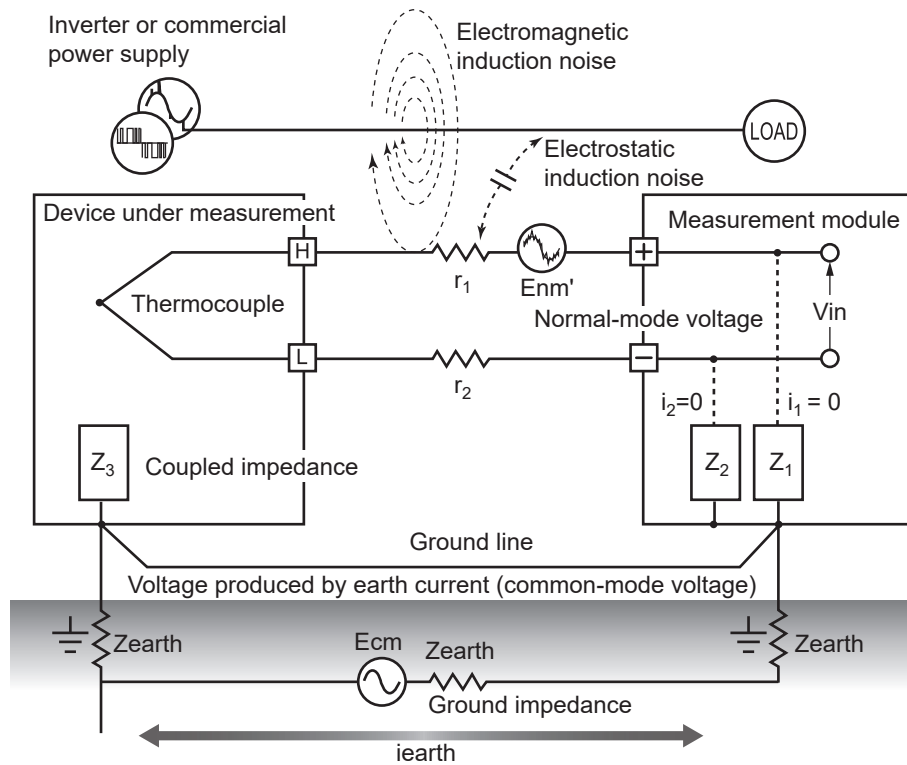 Inverter or commercial
power supply
Electromagnetic
induction noise
LOAD
Electrostatic
induction noise
Device under measurement
Measurement module
H
+
r1
Enm'
Thermocouple
Normal-mode voltage
Vin
L
−
r2
i2=0
i1 = 0
Z3
Coupled impedance
Z2
Z1
Ground line
Voltage produced by earth current (common-mode voltage)
Zearth
Ecm
Zearth
Zearth
Ground impedance
iearth